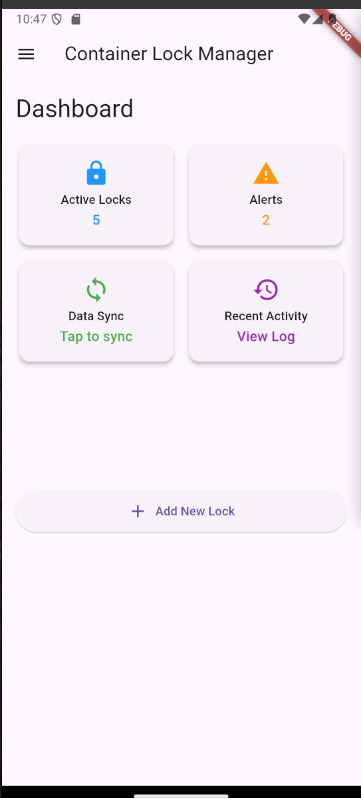 10:47
DEBUG
Container Lock Manager
Dashboard
Active Locks
5
Alerts
2
Data Sync
Tap to sync
Recent Activity
View Log
Add New Lock